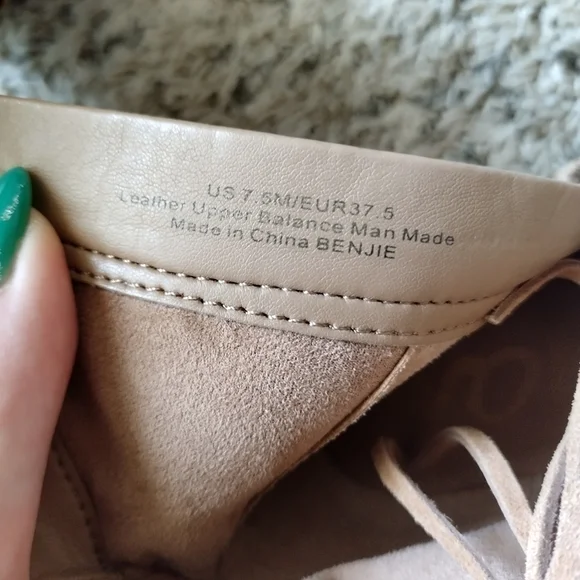 US 7.5M/EUR37.5
Leather Upper Balance Man Made
Made in China BENJIE